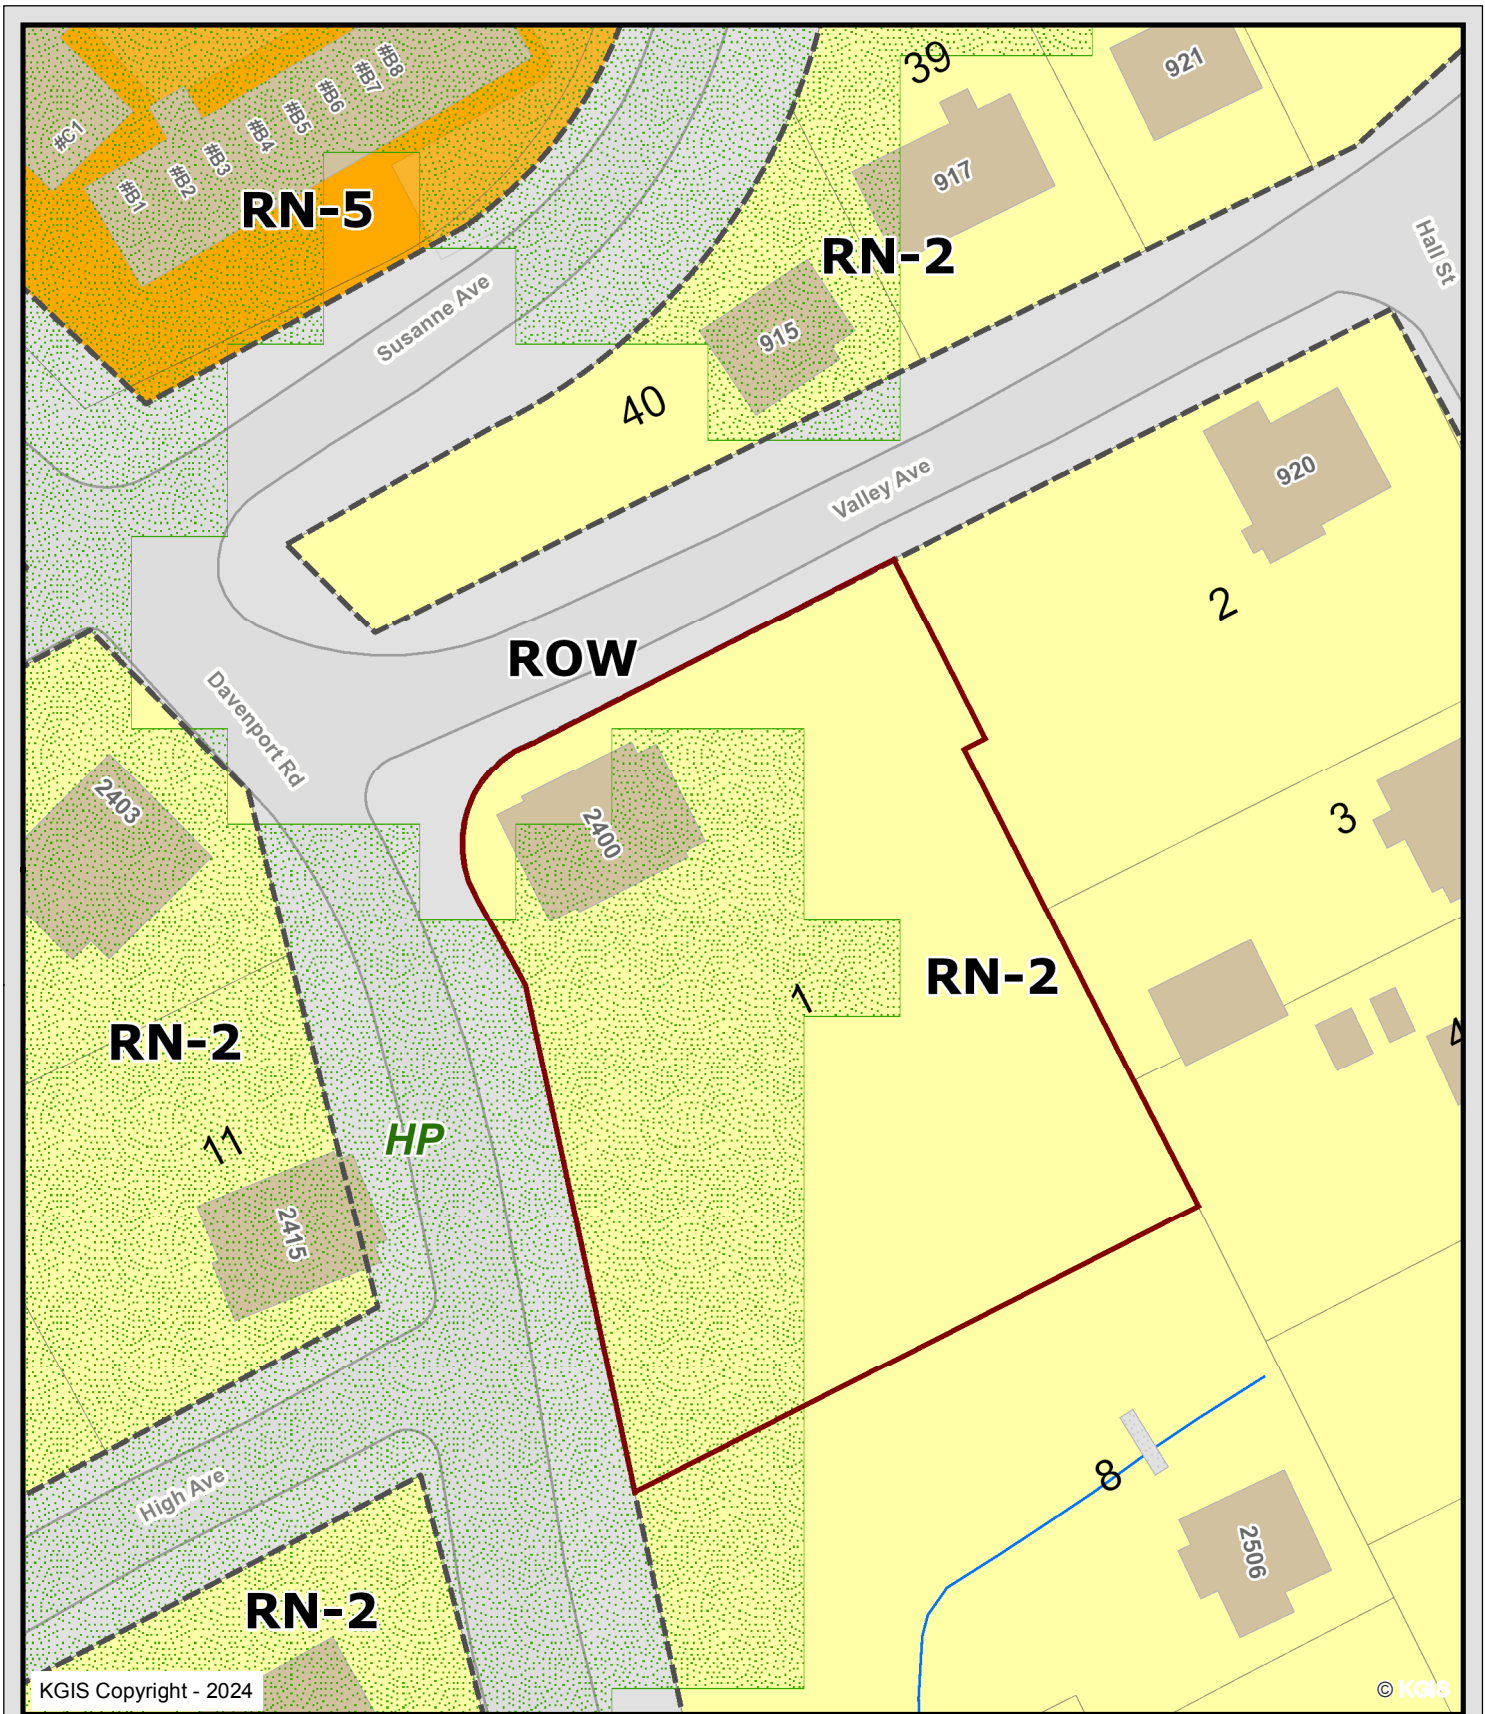 39
921
#B8
#B7
#B6
#B5
#B4
#B3
#B2
#B1
#C1
917
RN-5
RN-2
Hall St
Susanne Ave
915
40
Valley Ave
920
2
ROW
Davenport Rd
2403
2400
3
RN-2
1
4
RN-2
11
HP
2415
8
High Ave
2506
RN-2
KGIS Copyright - 2024
© KGIS